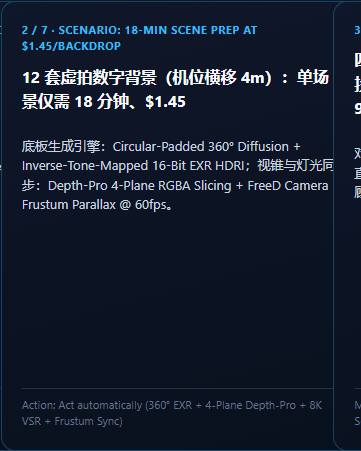 2 / 7 · SCENARIO: 18-MIN SCENE PREP AT
$1.45/BACKDROP
12 套虚拍数字背景（机位横移 4m）：单场
景仅需 18 分钟、$1.45
底板生成引擎：Circular-Padded 360° Diffusion +
Inverse-Tone-Mapped 16-Bit EXR HDRI；视锥与灯光同
步：Depth-Pro 4-Plane RGBA Slicing + FreeD Camera
Frustum Parallax @ 60fps。
Action: Act automatically (360° EXR + 4-Plane Depth-Pro + 8K
VSR + Frustum Sync)
3